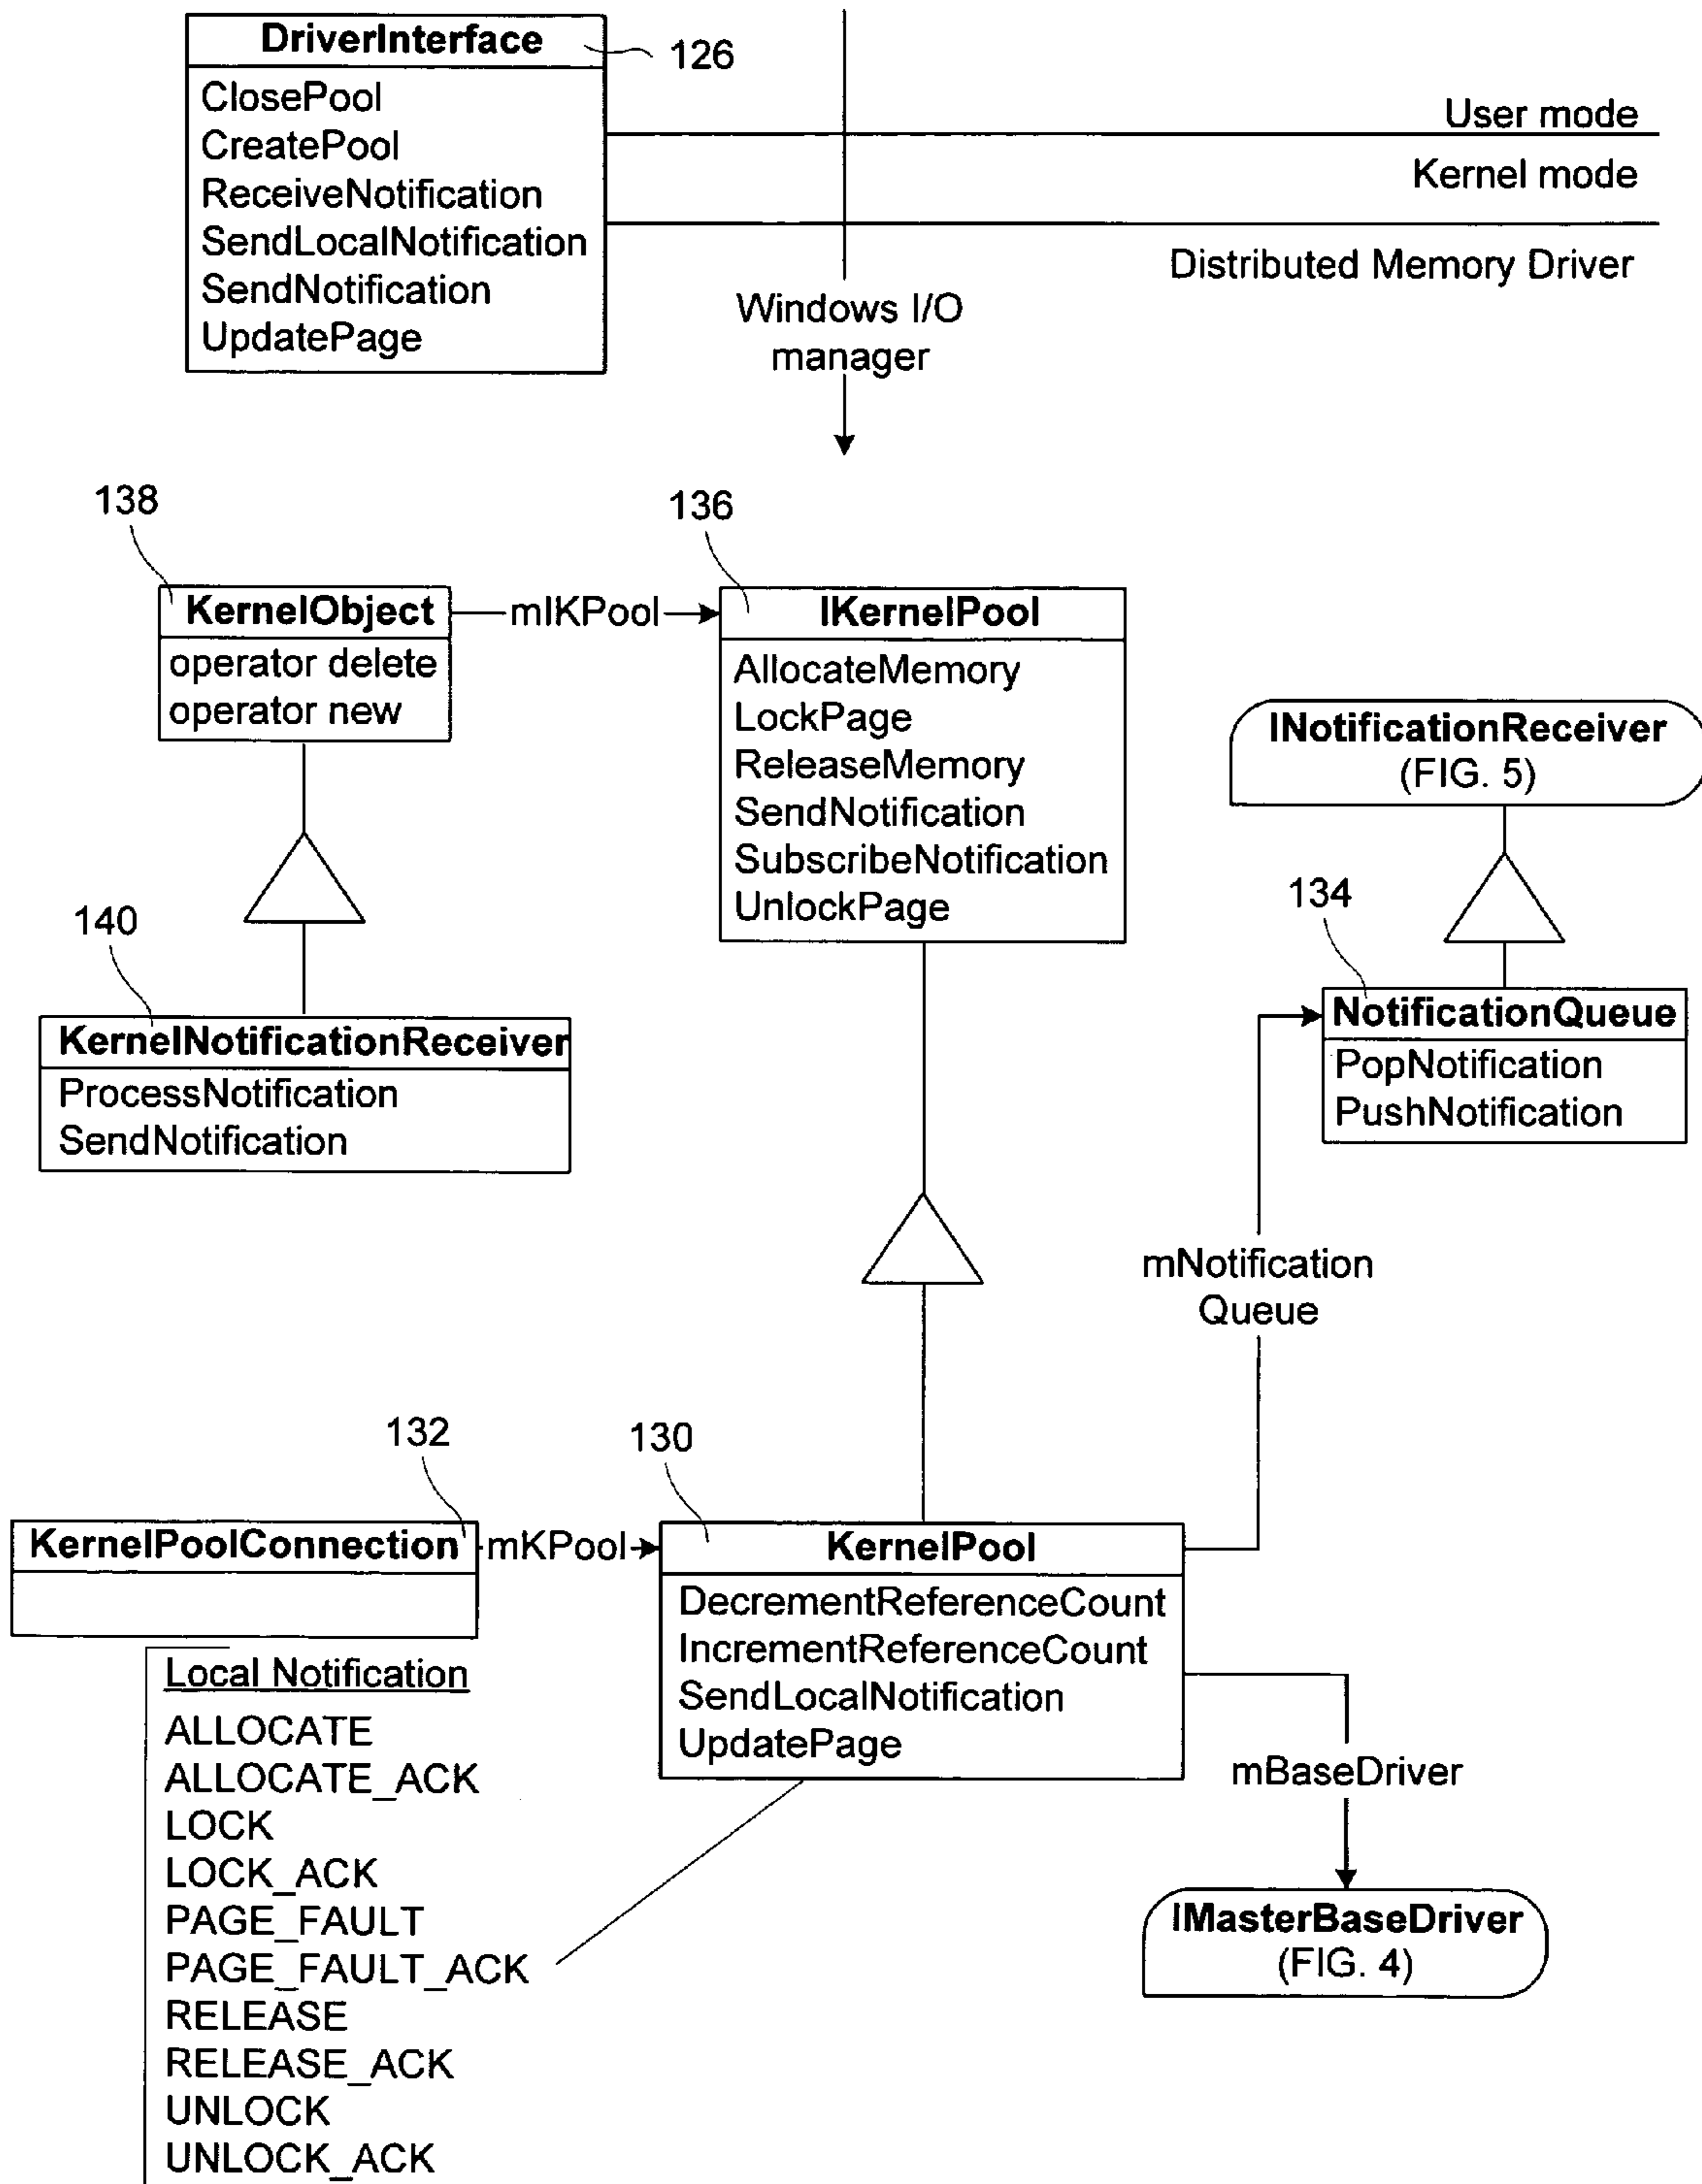 DriverInterface
126
ClosePool
CreatePool
ReceiveNotification
SendLocalNotification
SendNotification
UpdatePage
User mode
Kernel mode
Distributed Memory Driver
Windows I/O
manager
138
KernelObject
operator delete
operator new
mIKPool
136
IKernelPool
AllocateMemory
LockPage
ReleaseMemory
SendNotification
SubscribeNotification
UnlockPage
INotificationReceiver
(FIG. 5)
134
NotificationQueue
PopNotification
PushNotification
140
KernelNotificationReceiver
ProcessNotification
SendNotification
mNotification
Queue
132
KernelPoolConnection
mKPool
130
KernelPool
DecrementReferenceCount
IncrementReferenceCount
SendLocalNotification
UpdatePage
mBaseDriver
IMasterBaseDriver
(FIG. 4)
Local Notification
ALLOCATE
ALLOCATE_ACK
LOCK
LOCK_ACK
PAGE_FAULT
PAGE_FAULT_ACK
RELEASE
RELEASE_ACK
UNLOCK
UNLOCK_ACK